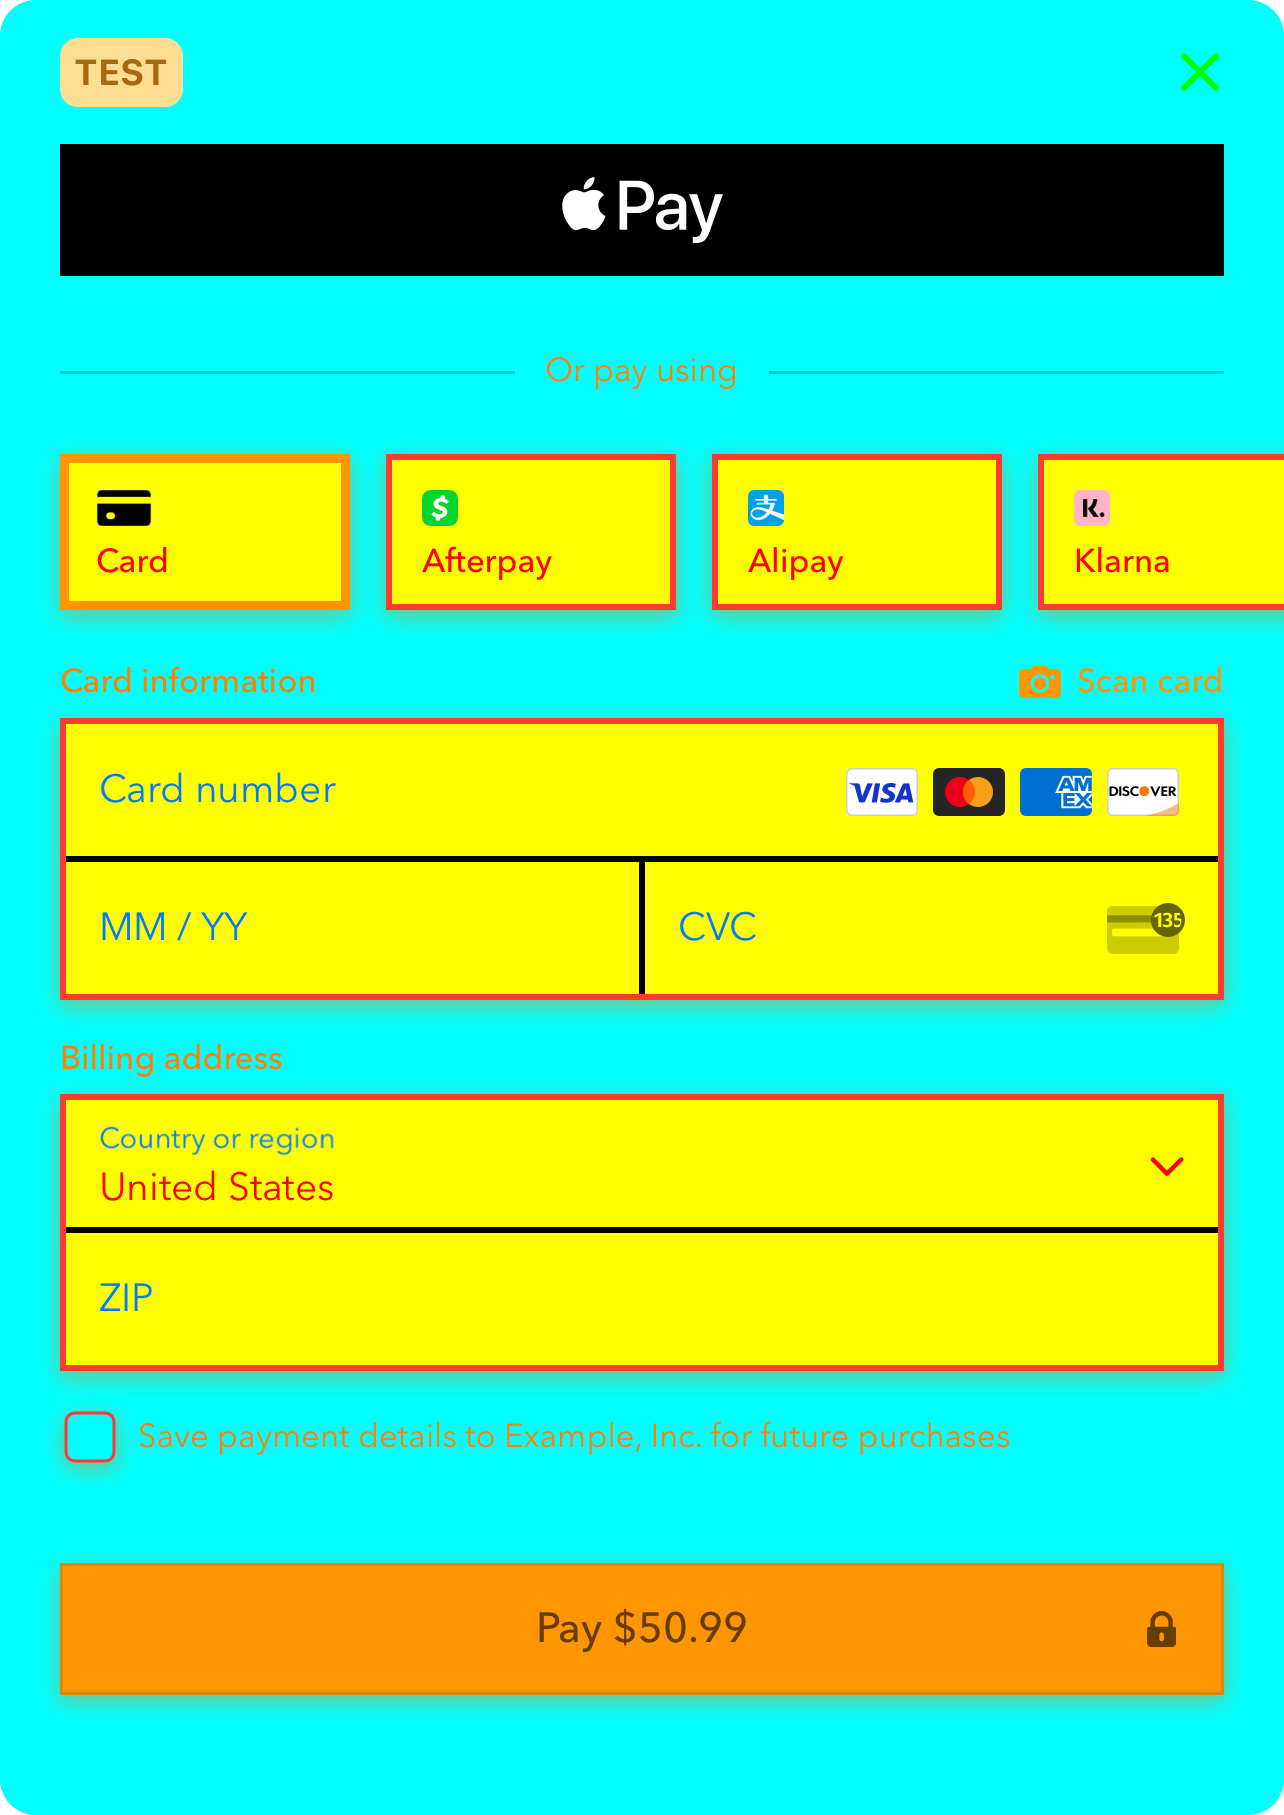 TEST
Pay
Or pay using
Card
Afterpay
Alipay
Klarna
Card information
Scan card
Card number
VISA
AMEX
DISCOVER
MM / YY
CVC
135
Billing address
Country or region
United States
ZIP
Save payment details to Example, Inc. for future purchases
Pay $50.99